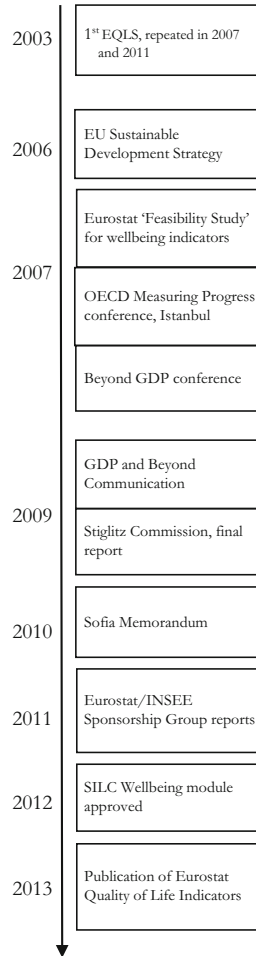 2003
1st EQLS, repeated in 2007
and 2011
2006
EU Sustainable
Development Strategy
Eurostat ‘Feasibility Study’
for wellbeing indicators
2007
OECD Measuring Progress
conference, Istanbul
Beyond GDP conference
GDP and Beyond
Communication
2009
Stiglitz Commission, final
report
2010
Sofia Memorandum
2011
Eurostat/INSEE
Sponsorship Group reports
2012
SILC Wellbeing module
approved
2013
Publication of Eurostat
Quality of Life Indicators